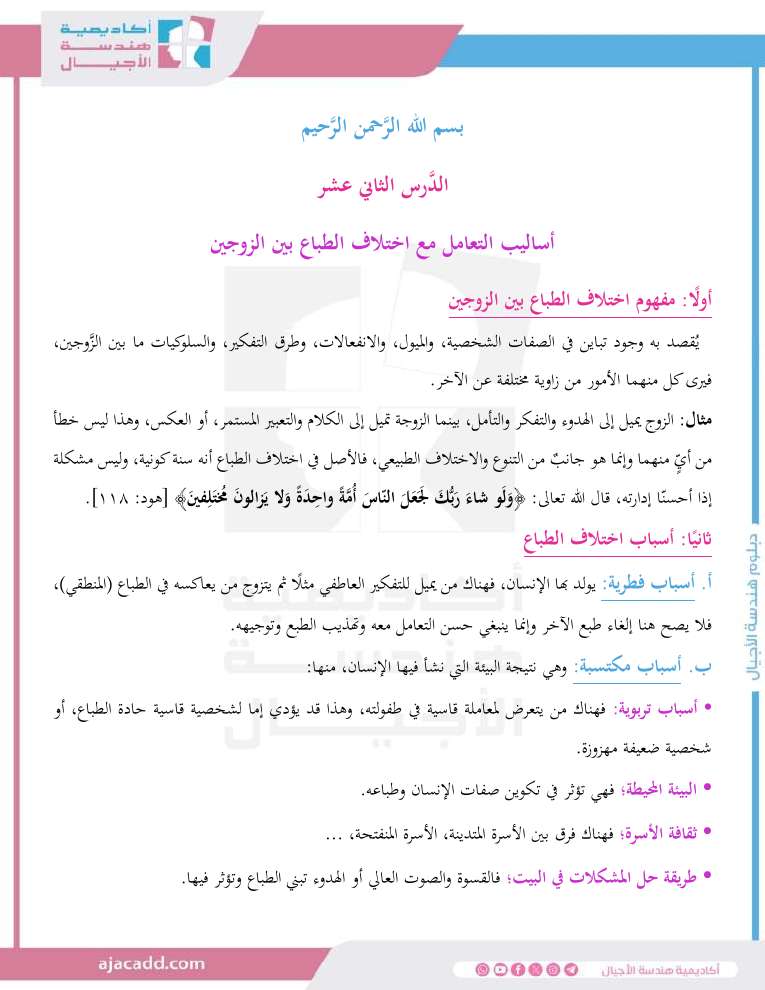 أكاديمية
هندسة
الأجيال
بسم الله الرَّحمن الرَّحيم
الدَّرس الثاني عشر
أساليب التعامل مع اختلاف الطباع بين الزوجين
أولًا: مفهوم اختلاف الطباع بين الزوجين
يُقصد به وجود تباين في الصفات الشخصية، والميول، والانفعالات، وطرق التفكير، والسلوكيات ما بين الزَّوجين،
فيرى كل منهما الأمور من زاوية مختلفة عن الآخر.
مثال: الزوج يميل إلى الهدوء والتفكر والتأمل، بينما الزوجة تميل إلى الكلام والتعبير المستمر، أو العكس، وهذا ليس خطأ
من أيٍّ منهما وإنما هو جانبٌ من التنوع والاختلاف الطبيعي، فالأصل في اختلاف الطباع أنه سنة كونية، وليس مشكلة
إذا أحسنّا إدارته، قال الله تعالى: ﴿وَلَو شاءَ رَبُّكَ لَجَعَلَ النّاسَ أُمَّةً واحِدَةً وَلا يَزالونَ مُختَلِفينَ﴾ [هود: ١١٨].
ثانيًا: أسباب اختلاف الطباع
أ. أسباب فطرية: يولد بها الإنسان، فهناك من يميل للتفكير العاطفي مثلًا ثم يتزوج من يعاكسه في الطباع (المنطقي)،
فلا يصح هنا إلغاء طبع الآخر وإنما ينبغي حسن التعامل معه وتهذيب الطبع وتوجيهه.
ب. أسباب مكتسبة: وهي نتيجة البيئة التي نشأ فيها الإنسان، منها:
• أسباب تربوية: فهناك من يتعرض لمعاملة قاسية في طفولته، وهذا قد يؤدي إما لشخصية قاسية حادة الطباع، أو
شخصية ضعيفة مهزوزة.
• البيئة المحيطة؛ فهي تؤثر في تكوين صفات الإنسان وطباعه.
• ثقافة الأسرة؛ فهناك فرق بين الأسرة المتدينة، الأسرة المنفتحة، ...
• طريقة حل المشكلات في البيت؛ فالقسوة والصوت العالي أو الهدوء تبني الطباع وتؤثر فيها.
دبلوم هندسة الأجيال
أكاديمية
هندسة
الأجيال
أكاديمية هندسة الأجيال
ajacadd.com